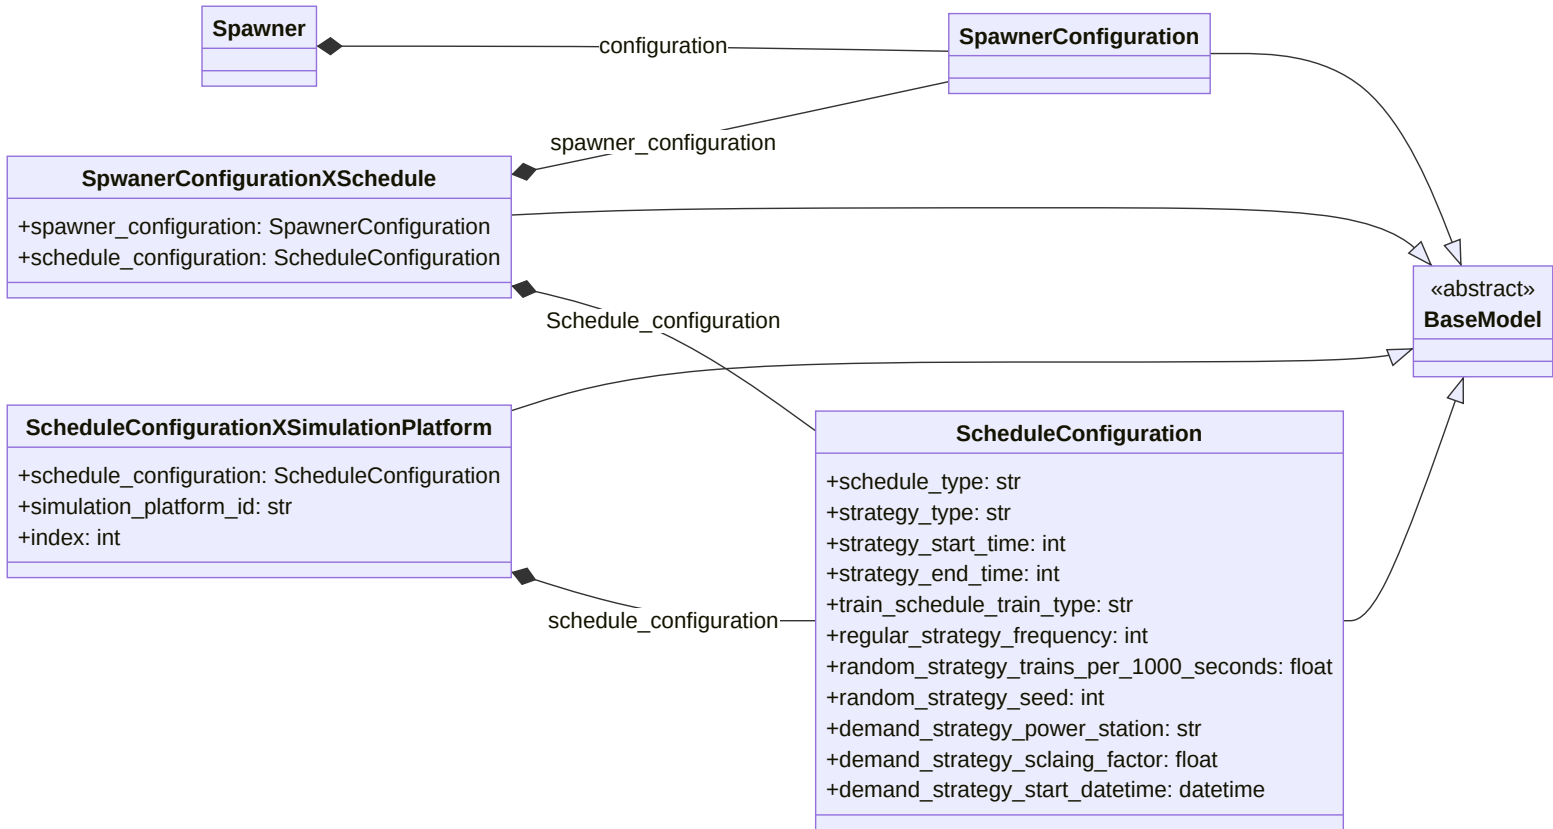 Spawner
configuration
SpawnerConfiguration
spawner_configuration
SpwanerConfigurationXSchedule
+spawner_configuration: SpawnerConfiguration
+schedule_configuration: ScheduleConfiguration
«abstract»
BaseModel
Schedule_configuration
ScheduleConfigurationXSimulationPlatform
+schedule_configuration: ScheduleConfiguration
+simulation_platform_id: str
+index: int
schedule_configuration
ScheduleConfiguration
+schedule_type: str
+strategy_type: str
+strategy_start_time: int
+strategy_end_time: int
+train_schedule_train_type: str
+regular_strategy_frequency: int
+random_strategy_trains_per_1000_seconds: float
+random_strategy_seed: int
+demand_strategy_power_station: str
+demand_strategy_sclaing_factor: float
+demand_strategy_start_datetime: datetime